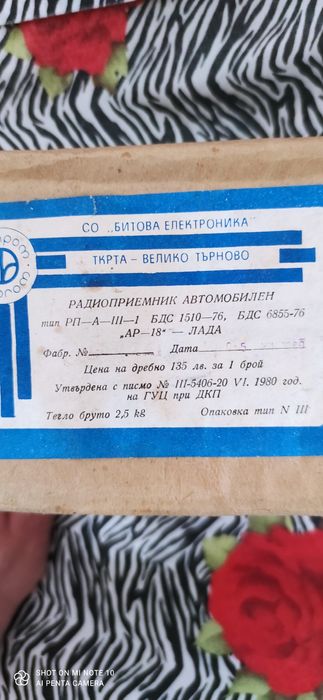 СО „БИТОВА ЕЛЕКТРОНИКА"
ТКРТА – ВЕЛИКО ТЪРНОВО
РАДИОПРИЕМНИК АВТОМОБИЛЕН
тип РП—А—III—1 БДС 1510—76, БДС 6855-76
„АР—18" — ЛАДА
Фабр. № Дата
Цена на дребно 135 лв. за 1 брой
Утвърдена с писмо № III-5406-20 VI. 1980 год.
на ГУЦ при ДКП
Тегло бруто 2,5 kg Опаковка тип N III
SHOT ON MI NOTE 10
AI PENTA CAMERA